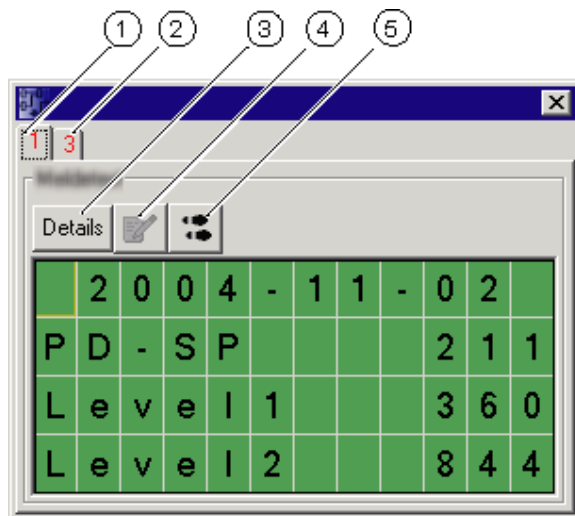 1 2 3 4 5
1 3
Details
2004-11-02
PD-SP 211
Level1 360
Level2 844